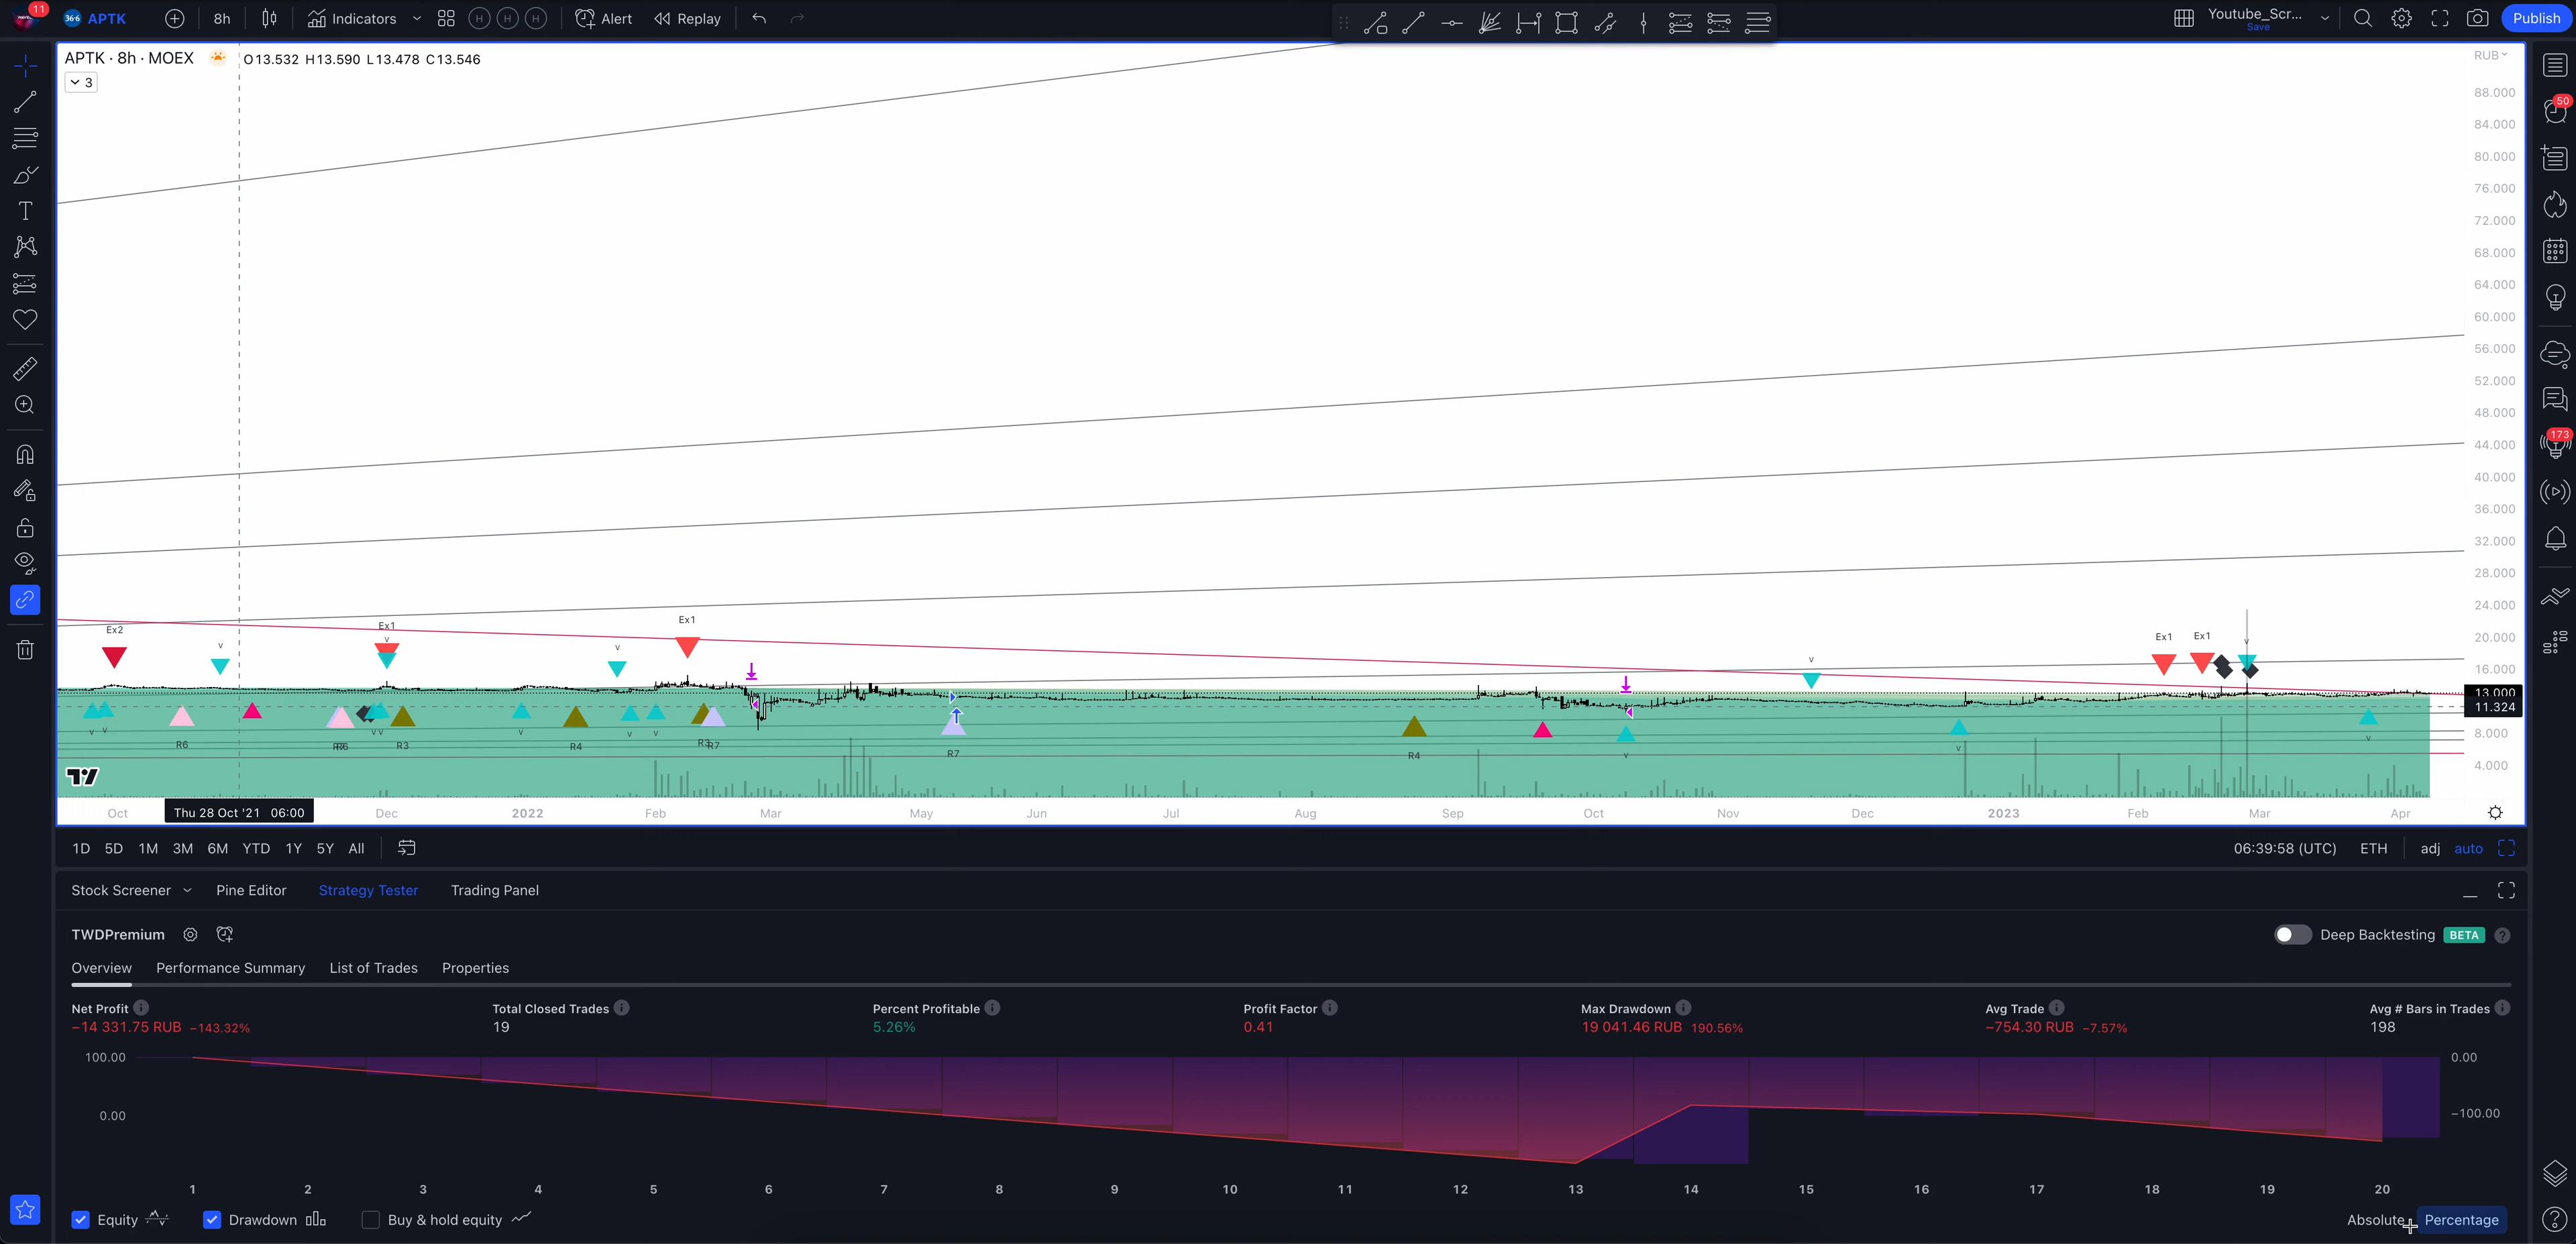 11
APTK 8h Indicators H H H Alert Replay Youtube_Scr... Save Publish
APTK · 8h · MOEX O13.532 H13.590 L13.478 C13.546
3
RUB
88.000
84.000
80.000
76.000
72.000
68.000
64.000
60.000
56.000
52.000
48.000
44.000
40.000
36.000
32.000
28.000
24.000
20.000
16.000
13.000
11.324
8.000
4.000
50
173
Ex2 v Ex1 v v Ex1 v Ex1 Ex1 v
v v R6 v v R3 v R4 v v R7 R7 R4 v v v
Oct Thu 28 Oct '21 06:00 Dec 2022 Feb Mar May Jun Jul Aug Sep Oct Nov Dec 2023 Feb Mar Apr
1D 5D 1M 3M 6M YTD 1Y 5Y All 06:39:58 (UTC) ETH adj auto
Stock Screener Pine Editor Strategy Tester Trading Panel
TWDPremium Deep Backtesting BETA ?
Overview Performance Summary List of Trades Properties
Net Profit Total Closed Trades Percent Profitable Profit Factor Max Drawdown Avg Trade Avg # Bars in Trades
−14 331.75 RUB −143.32% 19 5.26% 0.41 19 041.46 RUB 190.56% −754.30 RUB −7.57% 198
100.00 0.00
0.00 −100.00
1 2 3 4 5 6 7 8 9 10 11 12 13 14 15 16 17 18 19 20
Equity Drawdown Buy & hold equity Absolute Percentage